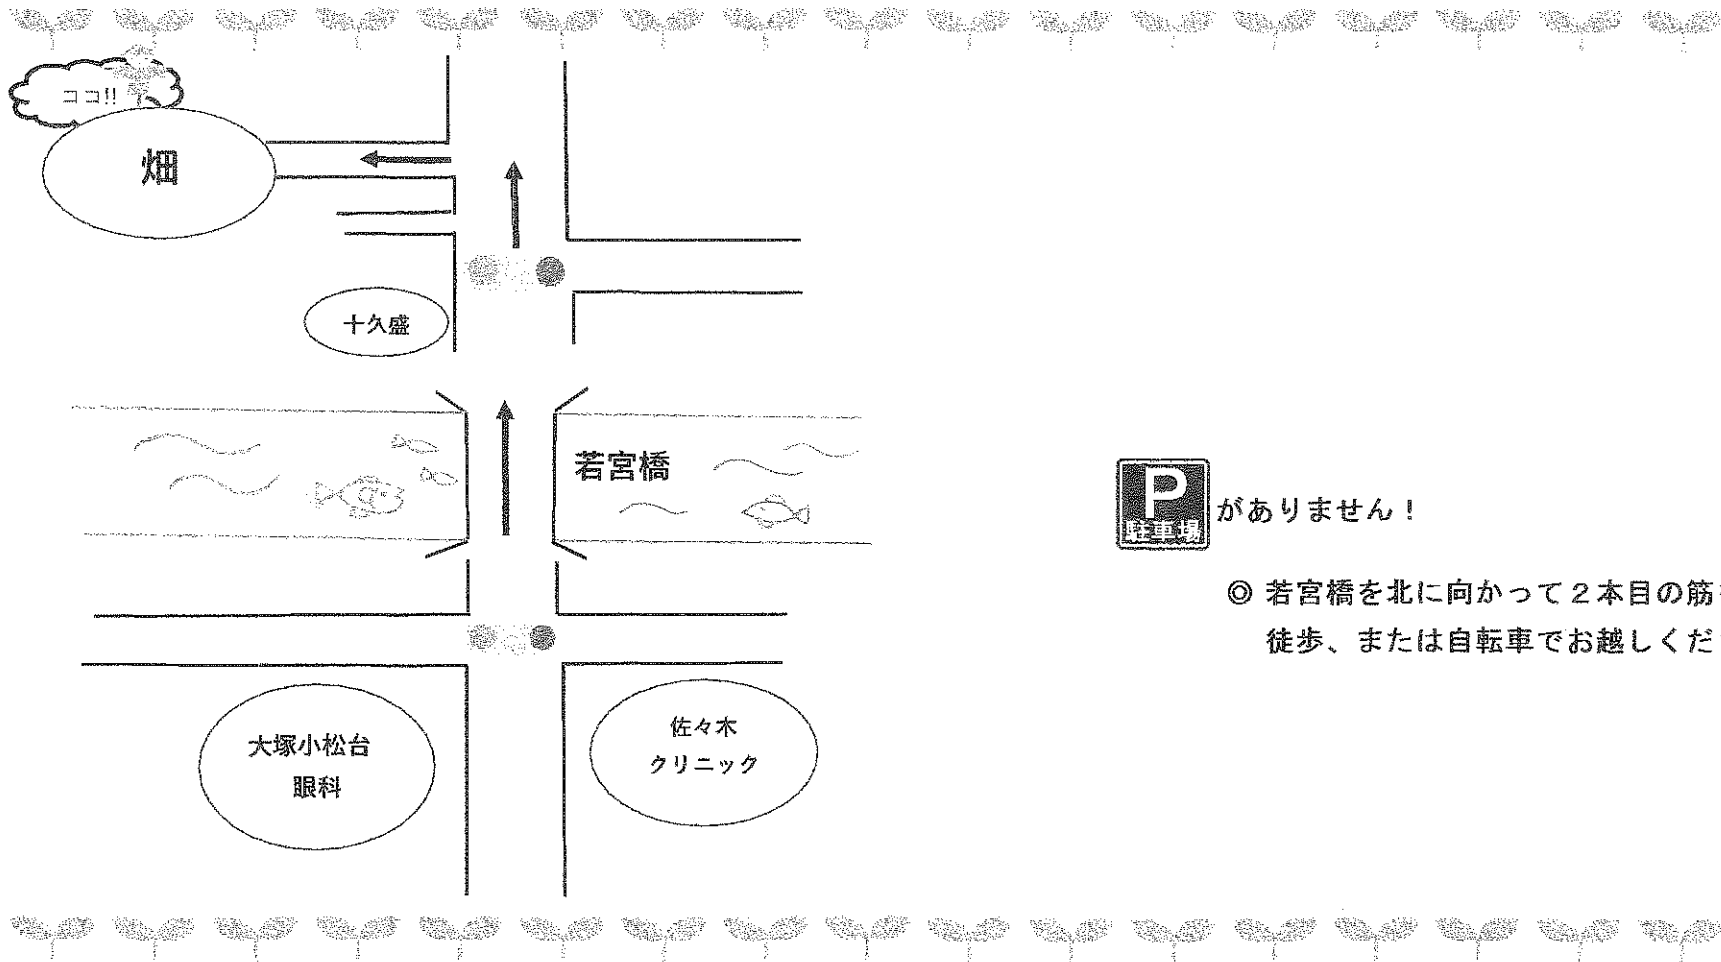 ココ!!
畑
十久盛
若宮橋
P
駐車場
がありません！
◎ 若宮橋を北に向かって２本目の筋
徒歩、または自転車でお越しくだ
大塚小松台
眼科
佐々木
クリニック